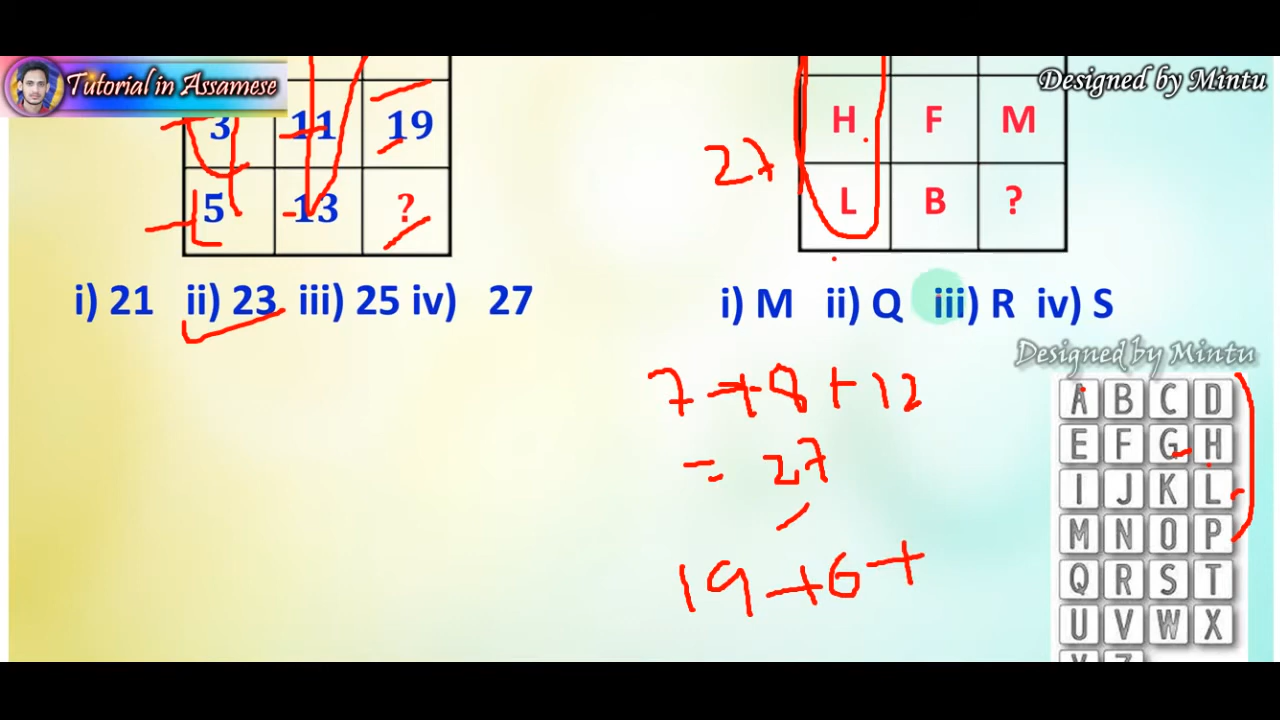 Tutorial in Assamese
Designed by Mintu
3 11 19
5 13 ?
i) 21 ii) 23 iii) 25 iv) 27
H F M
L B ?
27
i) M ii) Q iii) R iv) S
7+8+12
= 27
19+6+
Designed by Mintu
A B C D
E F G H
I J K L
M N O P
Q R S T
U V W X